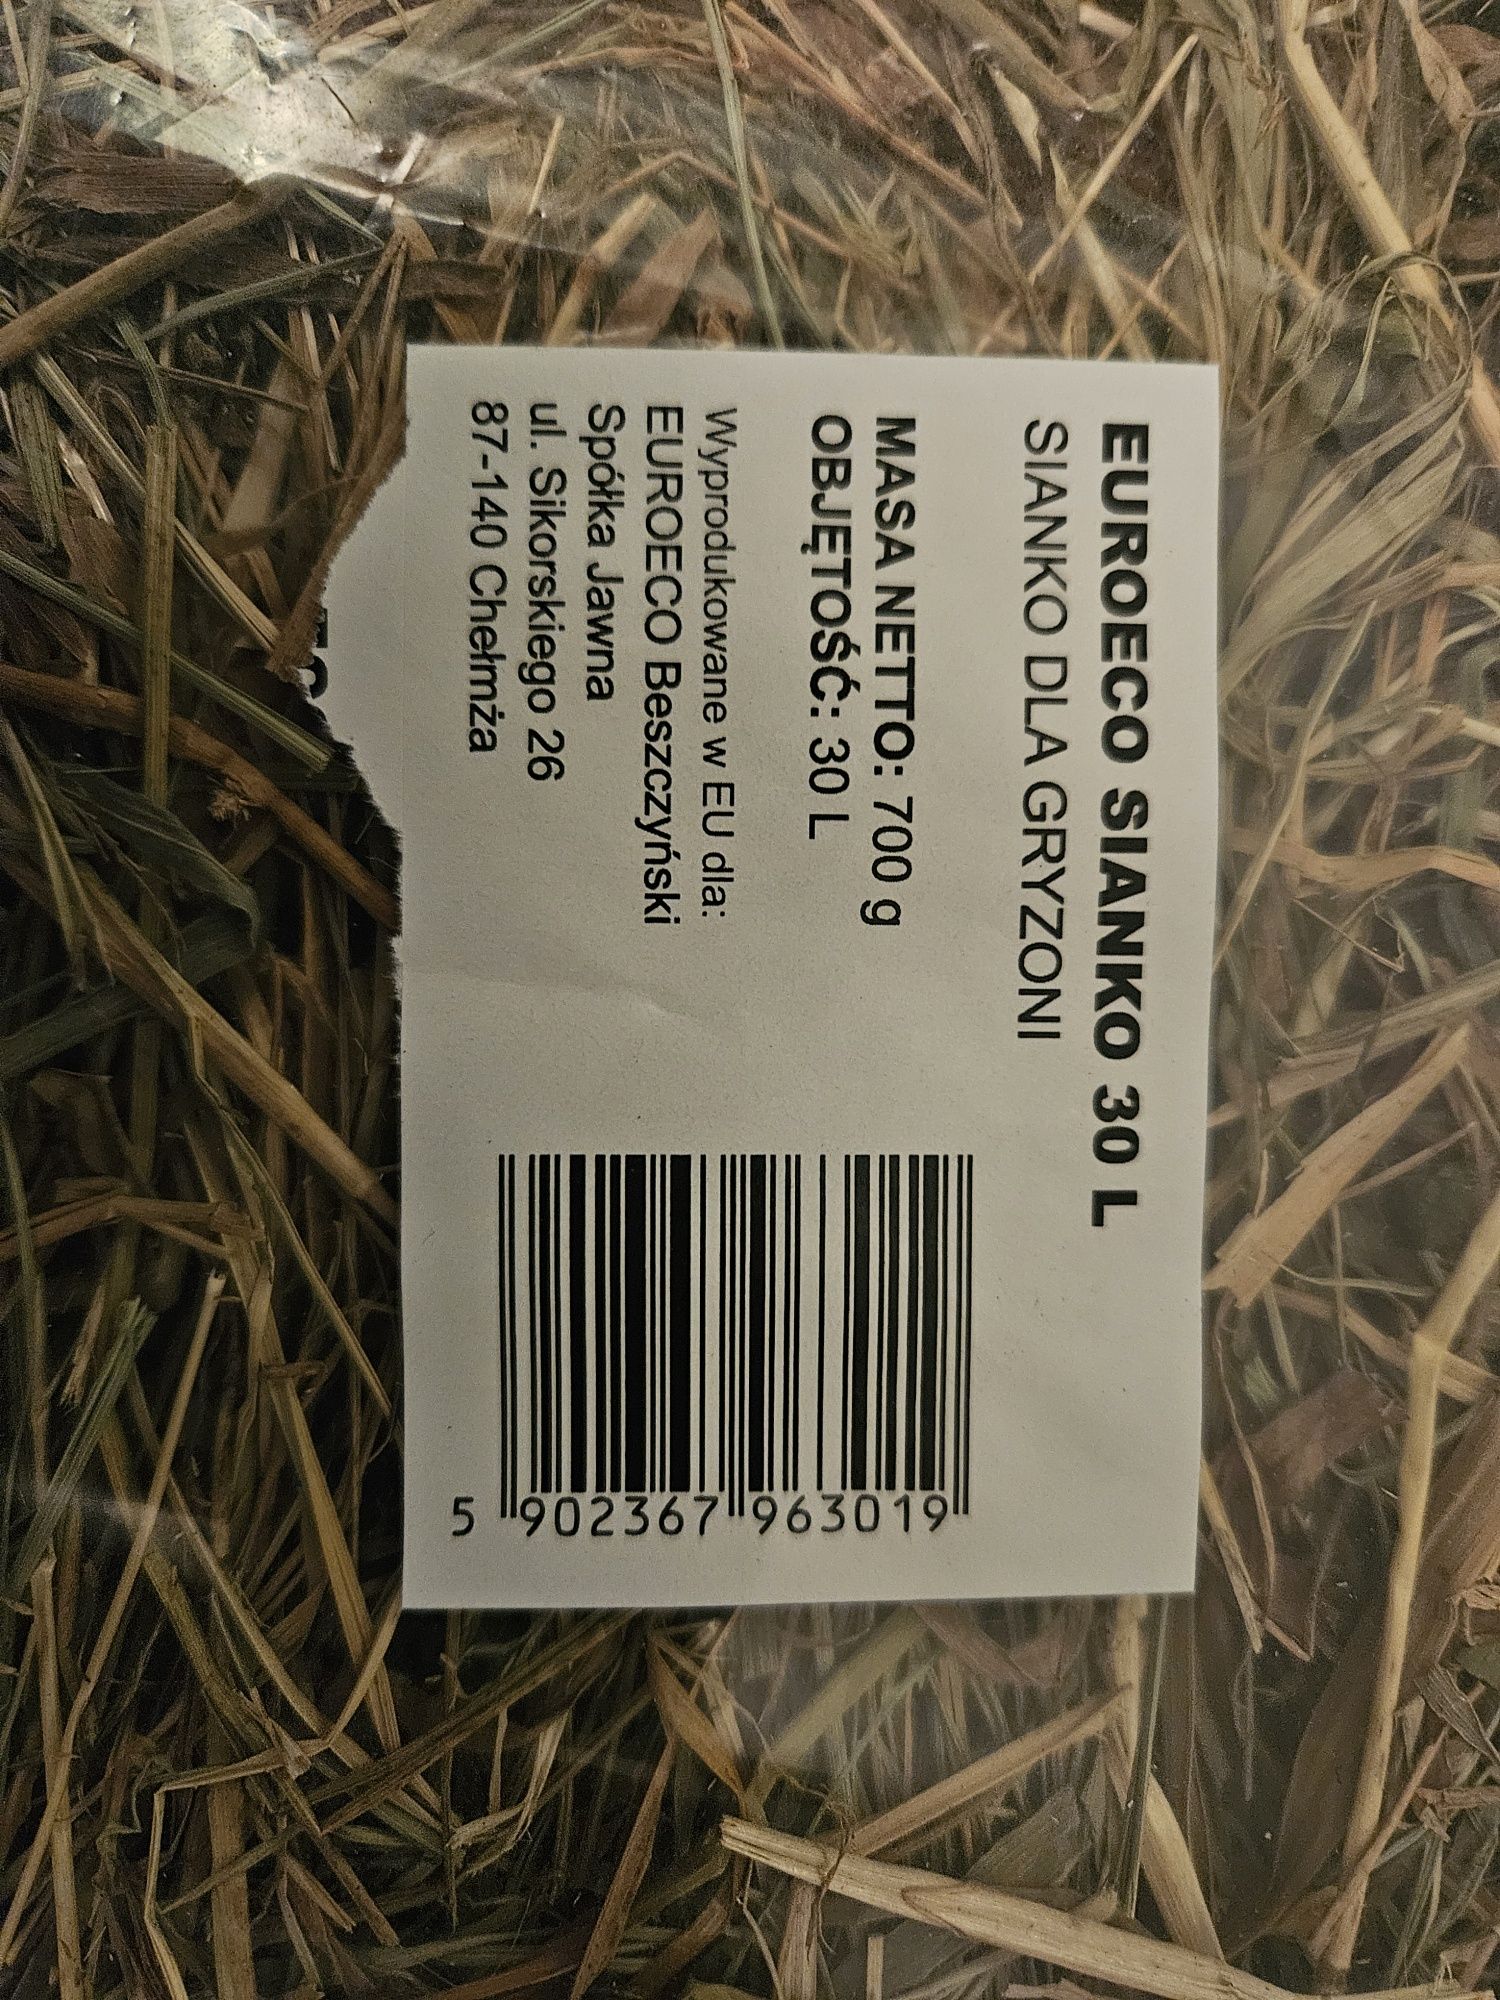 EUROECO SIANKO 30 L
SIANKO DLA GRYZONI
MASA NETTO: 700 g
OBJĘTOŚĆ: 30 L
Wyprodukowane w EU dla:
EUROECO Beszczyński
Spółka Jawna
ul. Sikorskiego 26
87-140 Chełmża
5 902367 963019